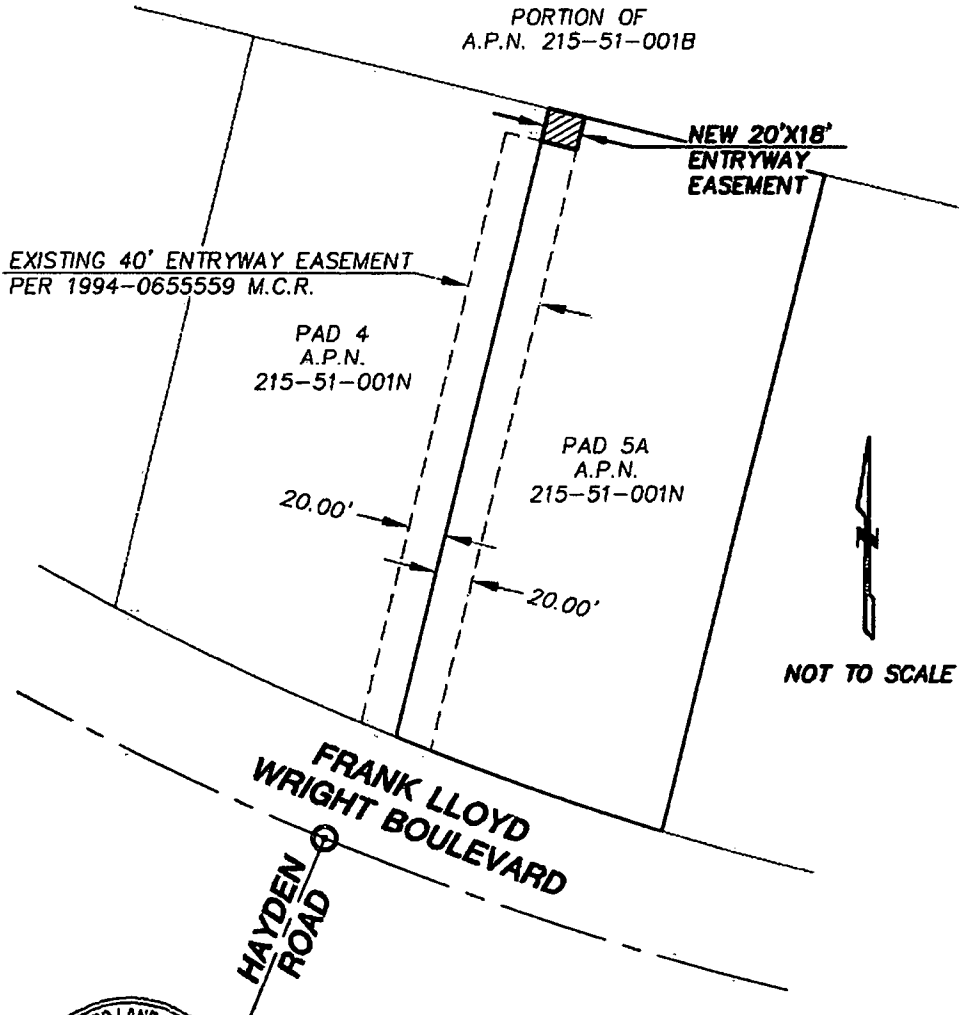 PORTION OF
A.P.N. 215-51-001B
NEW 20'X18'
ENTRYWAY
EASEMENT
EXISTING 40' ENTRYWAY EASEMENT
PER 1994-0655559 M.C.R.
PAD 4
A.P.N.
215-51-001N
PAD 5A
A.P.N.
215-51-001N
20.00'
20.00'
N
NOT TO SCALE
FRANK LLOYD
WRIGHT BOULEVARD
HAYDEN
ROAD
LAND